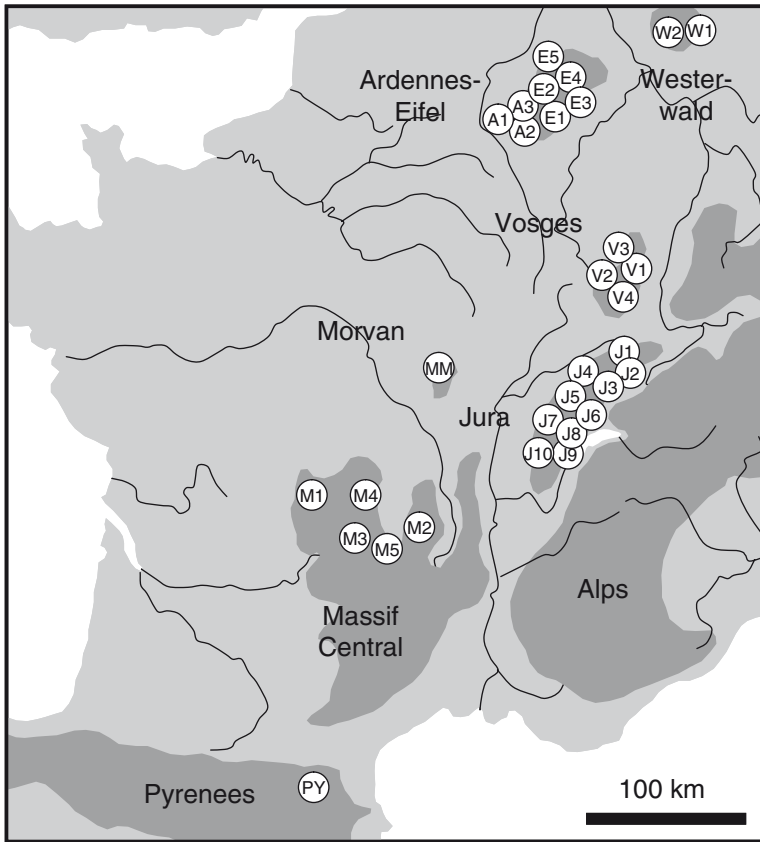 W2
W1
E5
Ardennes-
Eifel
E4
Wester-
wald
E2
E3
A3
A1
E1
A2
Vosges
V3
V1
V2
V4
Morvan
J1
MM
J4
J2
J3
J5
Jura
J7
J6
J8
J10
J9
M1
M4
M2
M3
M5
Alps
Massif
Central
Pyrenees
PY
100 km